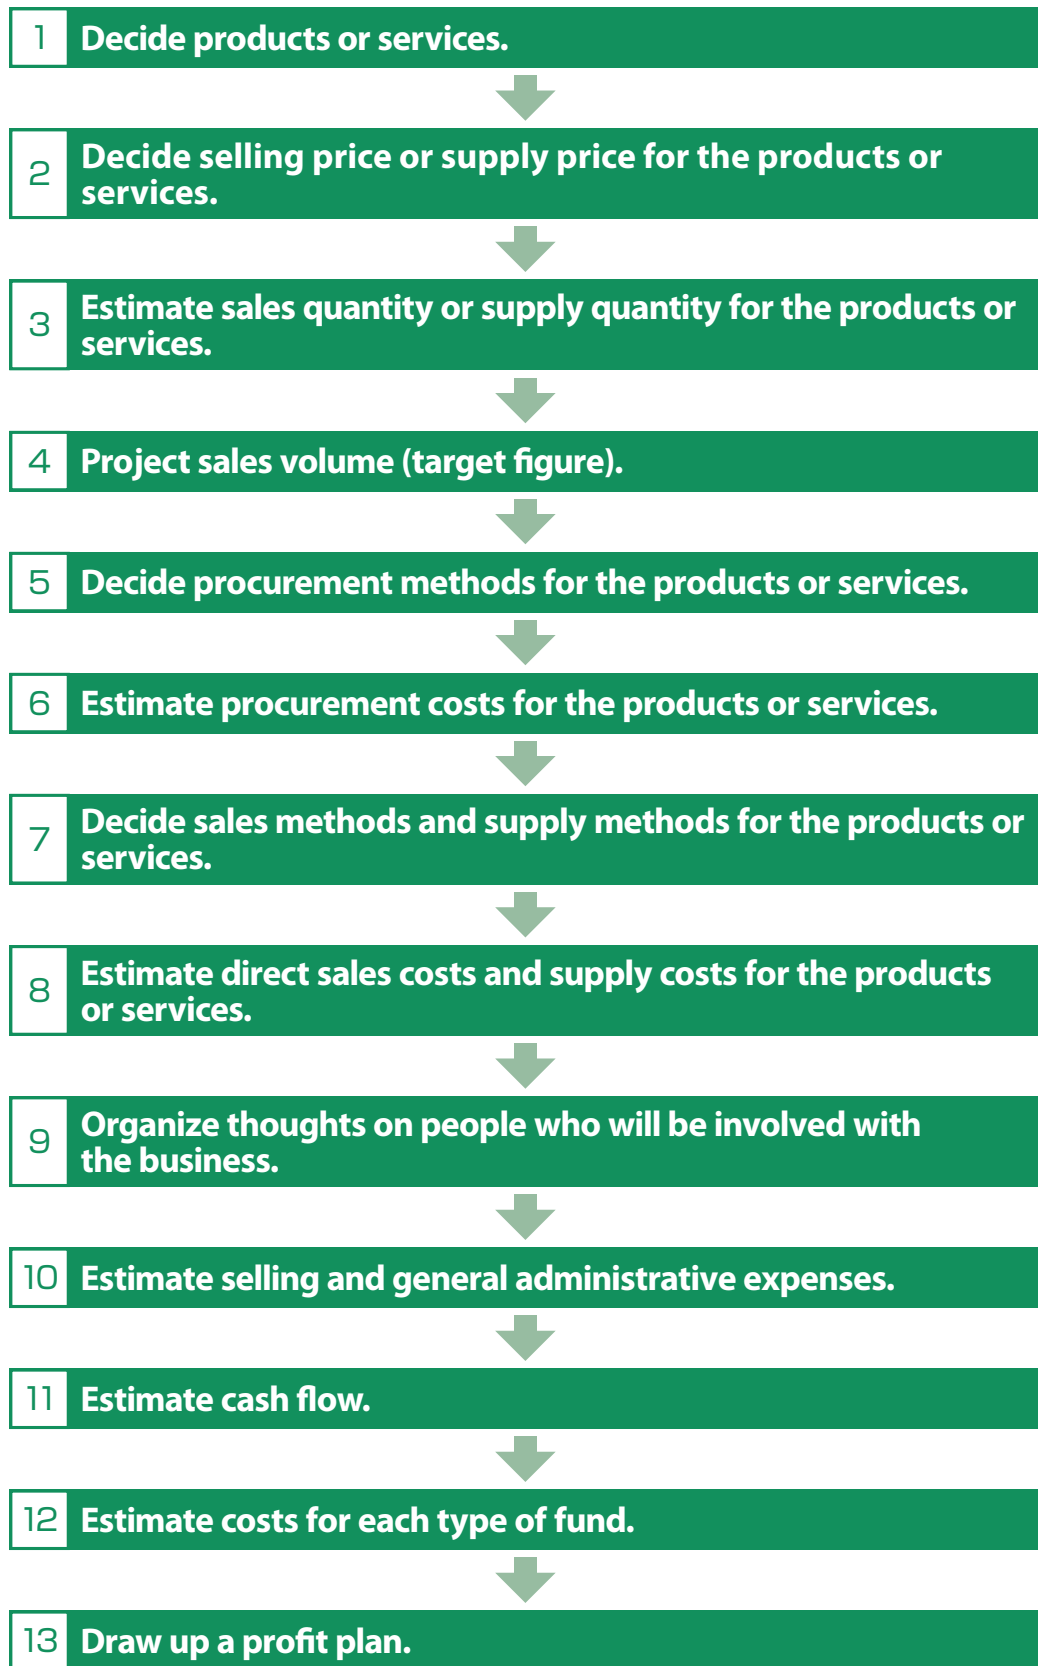 1 Decide products or services.
2 Decide selling price or supply price for the products or
services.
3 Estimate sales quantity or supply quantity for the products or
services.
4 Project sales volume (target figure).
5 Decide procurement methods for the products or services.
6 Estimate procurement costs for the products or services.
7 Decide sales methods and supply methods for the products or
services.
8 Estimate direct sales costs and supply costs for the products
or services.
9 Organize thoughts on people who will be involved with
the business.
10 Estimate selling and general administrative expenses.
11 Estimate cash flow.
12 Estimate costs for each type of fund.
13 Draw up a profit plan.